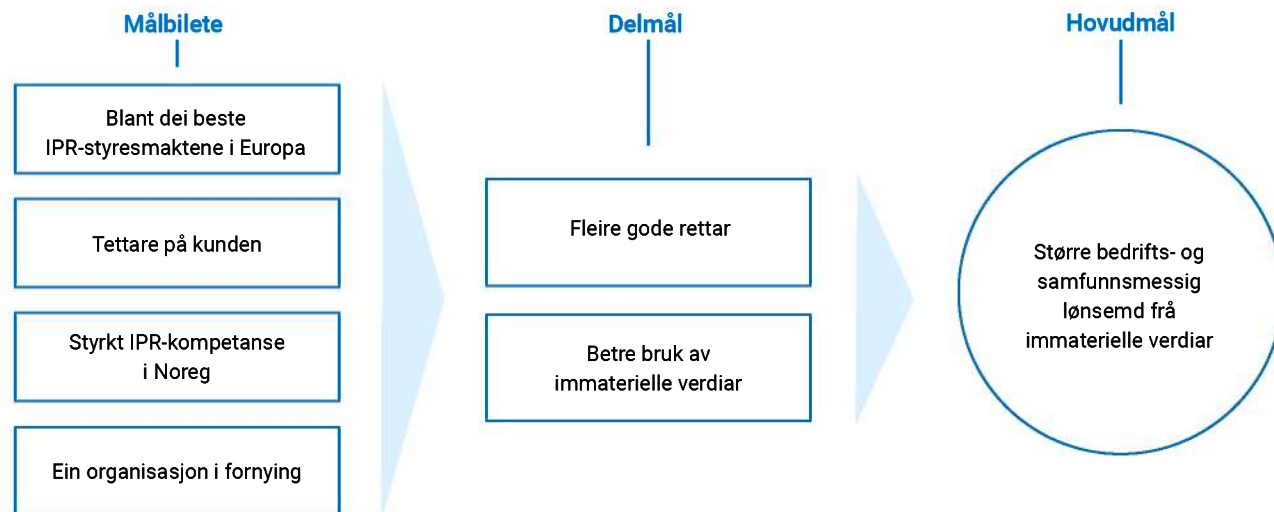 Målbilete
Blant dei beste
IPR-styresmaktene i Europa
Tettare på kunden
Styrkt IPR-kompetanse
i Noreg
Ein organisasjon i fornying
Delmål
Fleire gode rettar
Betre bruk av
immaterielle verdiar
Hovudmål
Større bedrifts- og
samfunnsmessig
lønsemd frå
immaterielle verdiar